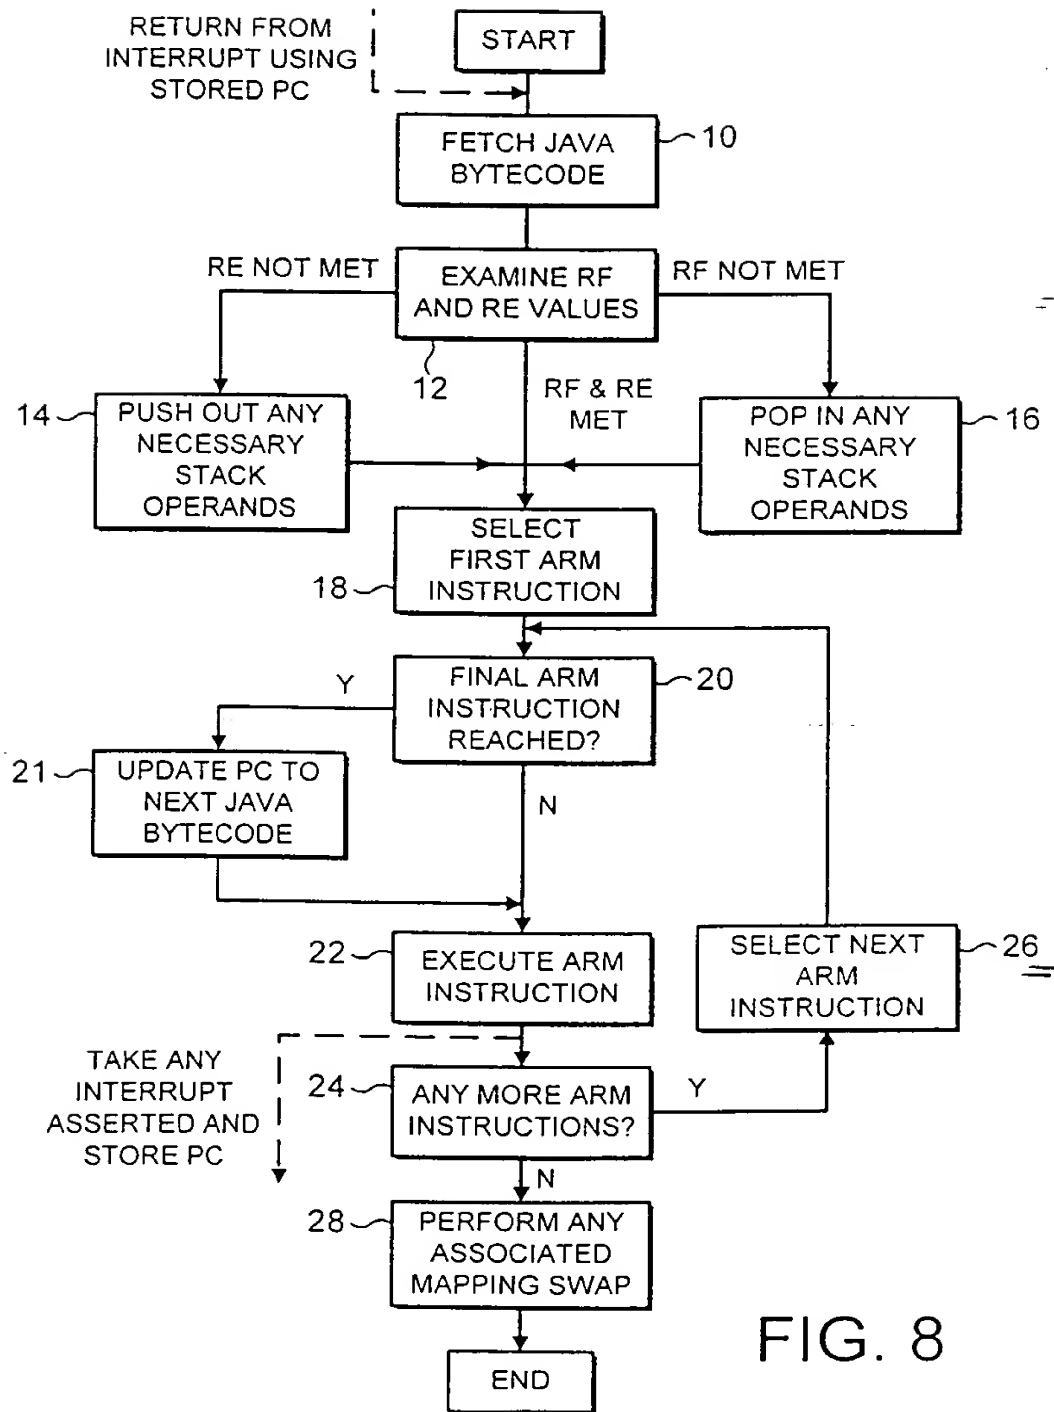 RETURN FROM
INTERRUPT USING
STORED PC
START
FETCH JAVA
BYTECODE
10
RE NOT MET
EXAMINE RF
AND RE VALUES
RF NOT MET
12
RF & RE
MET
14
PUSH OUT ANY
NECESSARY
STACK
OPERANDS
POP IN ANY
NECESSARY
STACK
OPERANDS
16
SELECT
FIRST ARM
INSTRUCTION
18
FINAL ARM
INSTRUCTION
REACHED?
20
Y
21
UPDATE PC TO
NEXT JAVA
BYTECODE
N
22
EXECUTE ARM
INSTRUCTION
SELECT NEXT
ARM
INSTRUCTION
26
TAKE ANY
INTERRUPT
ASSERTED AND
STORE PC
24
ANY MORE ARM
INSTRUCTIONS?
Y
N
28
PERFORM ANY
ASSOCIATED
MAPPING SWAP
END
FIG. 8